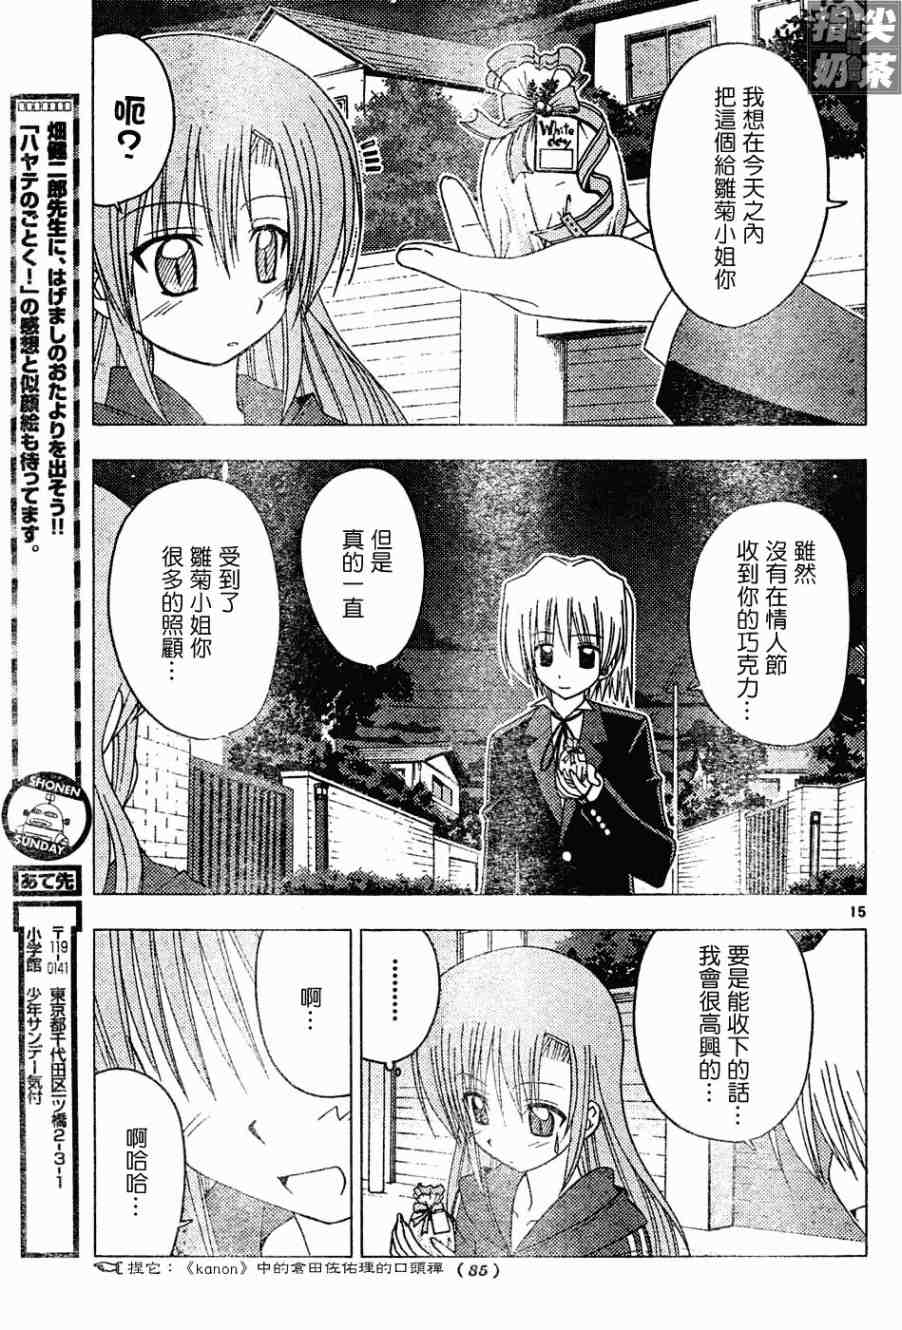 指尖
奶茶
漫畫會
我想在今天之內
把這個給雛菊小姐你
White
day
呃？
雖然
沒有在情人節
收到你的巧克力…
但是
真的一直
受到了
雛菊小姐你
很多的照顧…
15
要是能收下的話…
我會很高興的…
………
啊…
啊哈哈…
捏它：《kanon》中的倉田佐佑理的口頭禪
(85)
畑健二郎先生に、はげましのおたよりを出そう!!
「ハヤテのごとく！」の感想と似顔絵も待ってます。
SHONEN
SUNDAY
あて先
〒119-0141 東京都千代田区一ツ橋2-3-1
小学館 少年サンデー気付